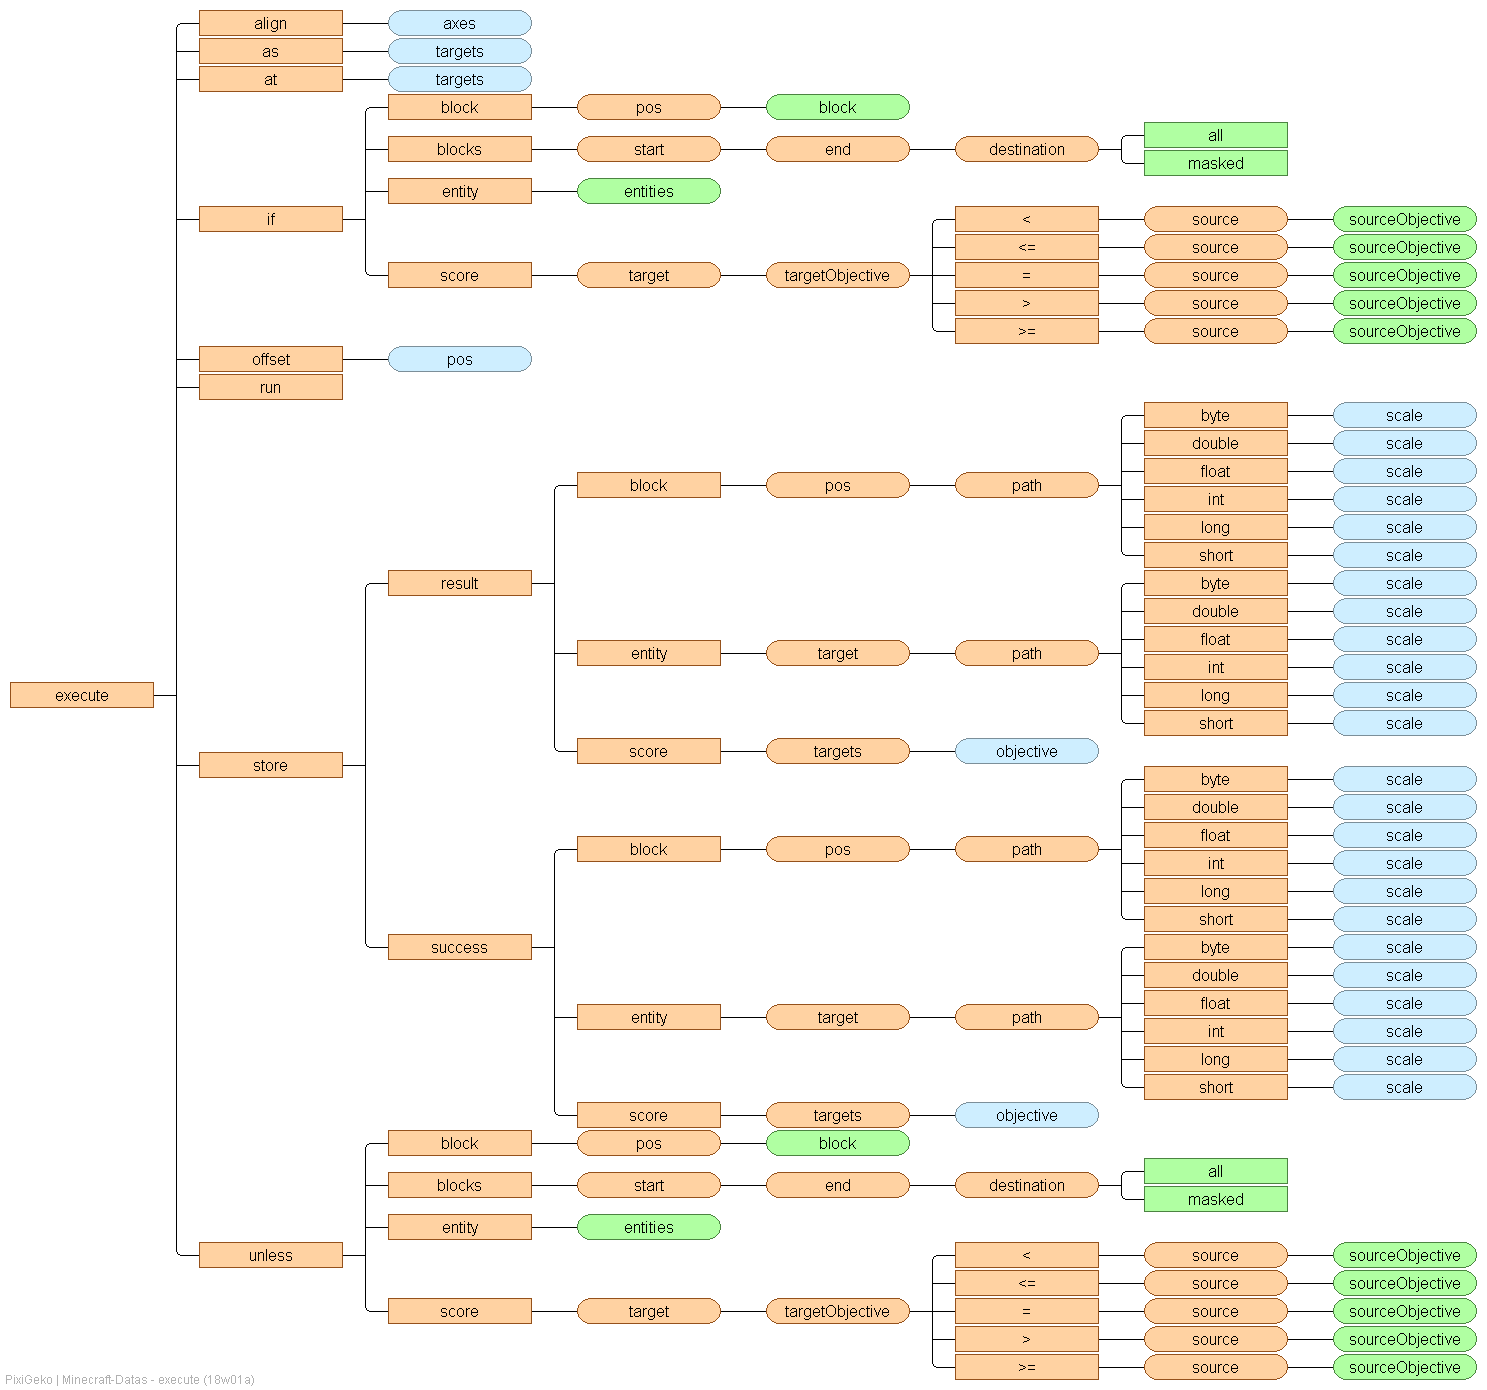 align axes
as targets
at targets
block pos block
all
blocks start end destination
masked
entity entities
if < source sourceObjective
<= source sourceObjective
score target targetObjective = source sourceObjective
> source sourceObjective
>= source sourceObjective
offset pos
run
byte scale
double scale
float scale
block pos path
int scale
long scale
short scale
result byte scale
double scale
float scale
entity target path
int scale
execute long scale
short scale
score targets objective
store
byte scale
double scale
float scale
block pos path
int scale
long scale
short scale
success byte scale
double scale
float scale
entity target path
int scale
long scale
short scale
score targets objective
block pos block
all
blocks start end destination
masked
entity entities
unless < source sourceObjective
<= source sourceObjective
score target targetObjective = source sourceObjective
> source sourceObjective
>= source sourceObjective
PixiGeko | Minecraft-Datas - execute (18w01a)